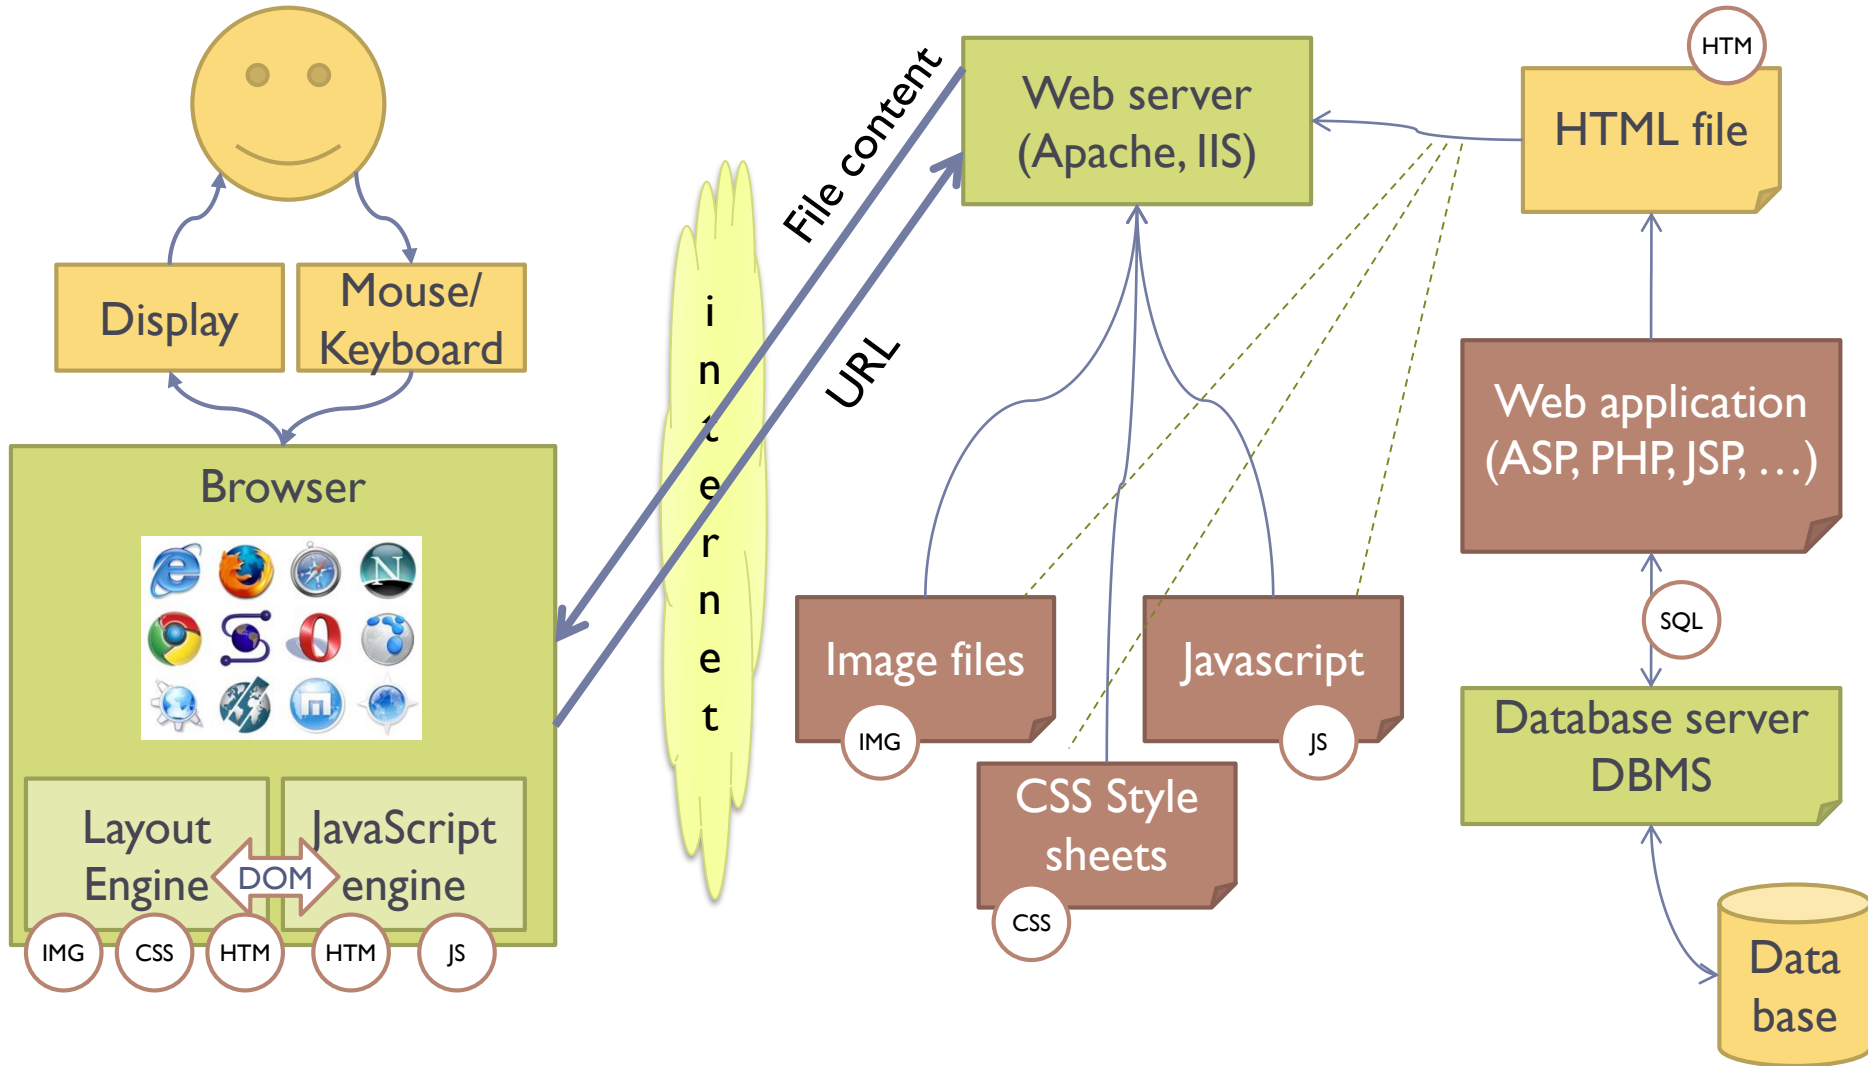 HTM
Web server
(Apache, IIS)
HTML file
File content
Display
Mouse/
Keyboard
internet
URL
Web application
(ASP, PHP, JSP, …)
Browser
N
SQL
Image files
Javascript
IMG
JS
Database server
DBMS
CSS Style
sheets
CSS
Layout
Engine
DOM
JavaScript
engine
IMG
CSS
HTM
HTM
JS
Data
base